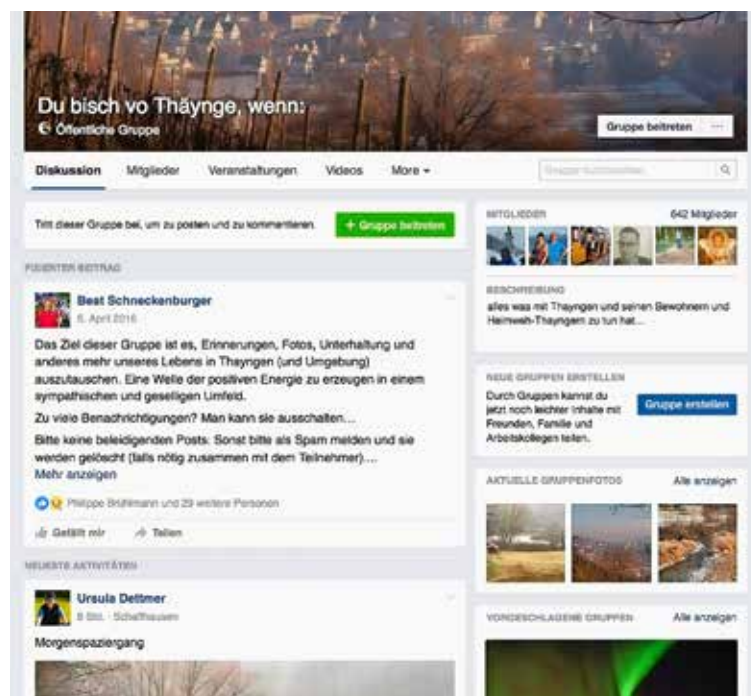 Du bisch vo Thäynge, wenn:
Öffentliche Gruppe
Gruppe beitreten ...
Diskussion Mitglieder Veranstaltungen Videos More
Gruppe durchsuchen
Tritt dieser Gruppe bei, um zu posten und zu kommentieren.
+ Gruppe beitreten
FIXIERTER BEITRAG
Beat Schneckenburger
5. April 2016
Das Ziel dieser Gruppe ist es, Erinnerungen, Fotos, Unterhaltung und
anderes mehr unseres Lebens in Thayngen (und Umgebung)
auszutauschen. Eine Welle der positiven Energie zu erzeugen in einem
sympathischen und geselligen Umfeld.
Zu viele Benachrichtigungen? Man kann sie ausschalten...
Bitte keine beleidigenden Posts. Sonst bitte als Spam melden und sie
werden gelöscht (falls nötig zusammen mit dem Teilnehmer)....
Mehr anzeigen
Philippe Brühlmann und 29 weitere Personen
Gefällt mir Teilen
NEUESTE AKTIVITÄTEN
Ursula Dettmer
8 Std. · Schaffhausen
Morgenspaziergang
MITGLIEDER 642 Mitglieder
BESCHREIBUNG
alles was mit Thayngen und seinen Bewohnern und
Heimweh-Thayngern zu tun hat...
NEUE GRUPPEN ERSTELLEN
Durch Gruppen kannst du
jetzt noch leichter Inhalte mit
Freunden, Familie und
Arbeitskollegen teilen.
Gruppe erstellen
AKTUELLE GRUPPENFOTOS Alle anzeigen
VORGESCHLAGENE GRUPPEN Alle anzeigen